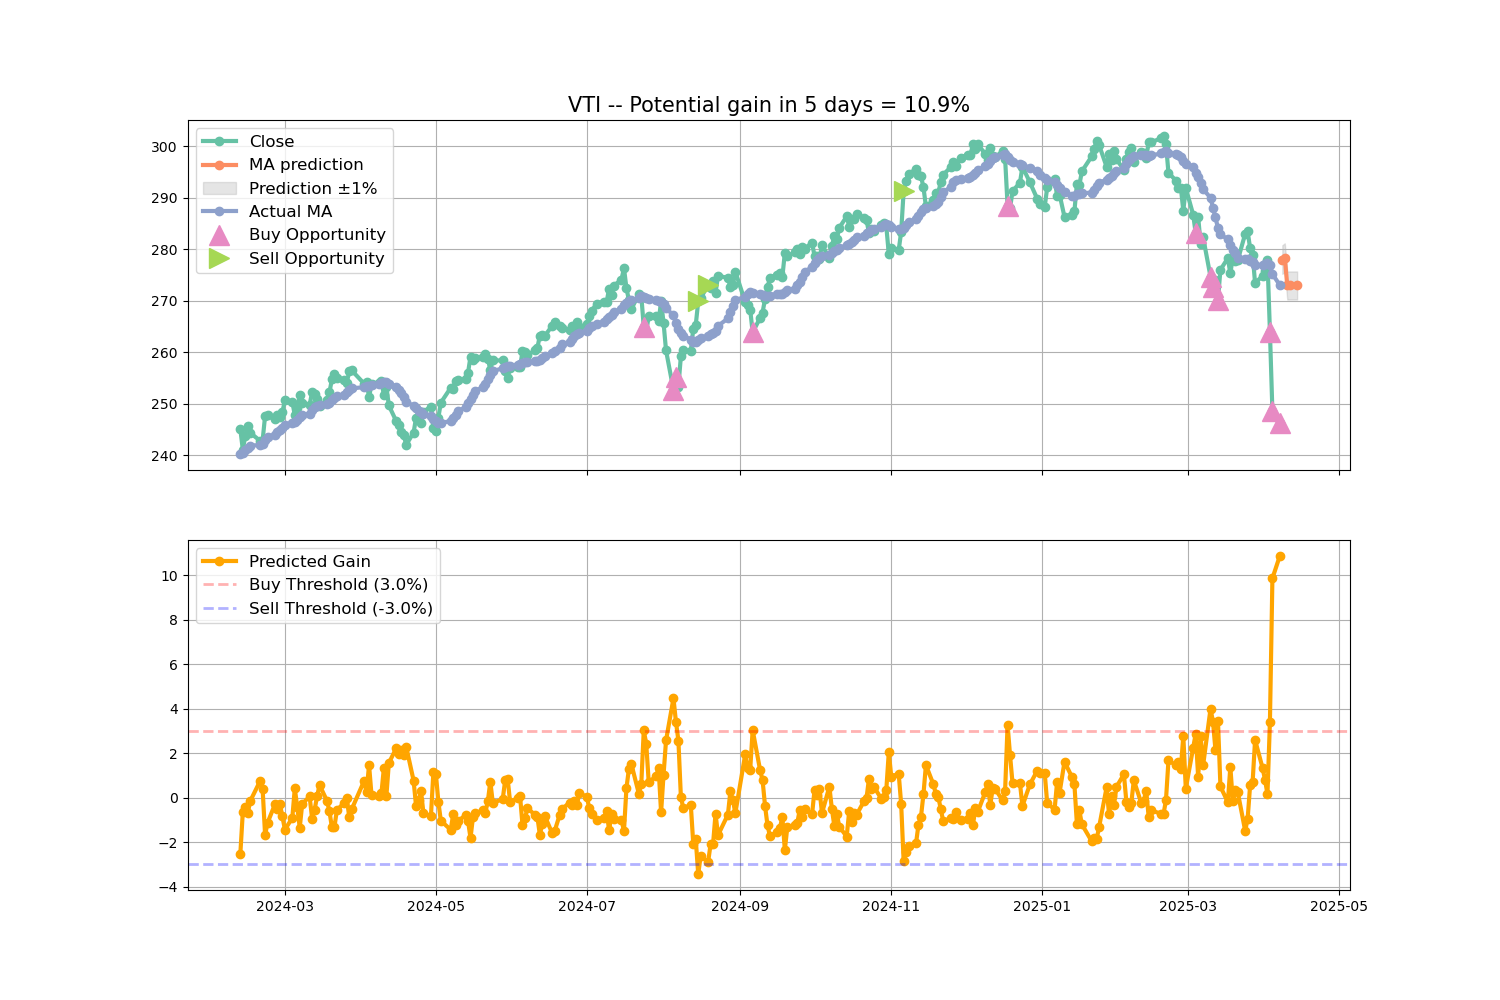 VTI -- Potential gain in 5 days = 10.9%
300
290
280
270
260
250
240
Close
MA prediction
Prediction ±1%
Actual MA
Buy Opportunity
Sell Opportunity
10
8
6
4
2
0
−2
−4
Predicted Gain
Buy Threshold (3.0%)
Sell Threshold (-3.0%)
2024-03
2024-05
2024-07
2024-09
2024-11
2025-01
2025-03
2025-05